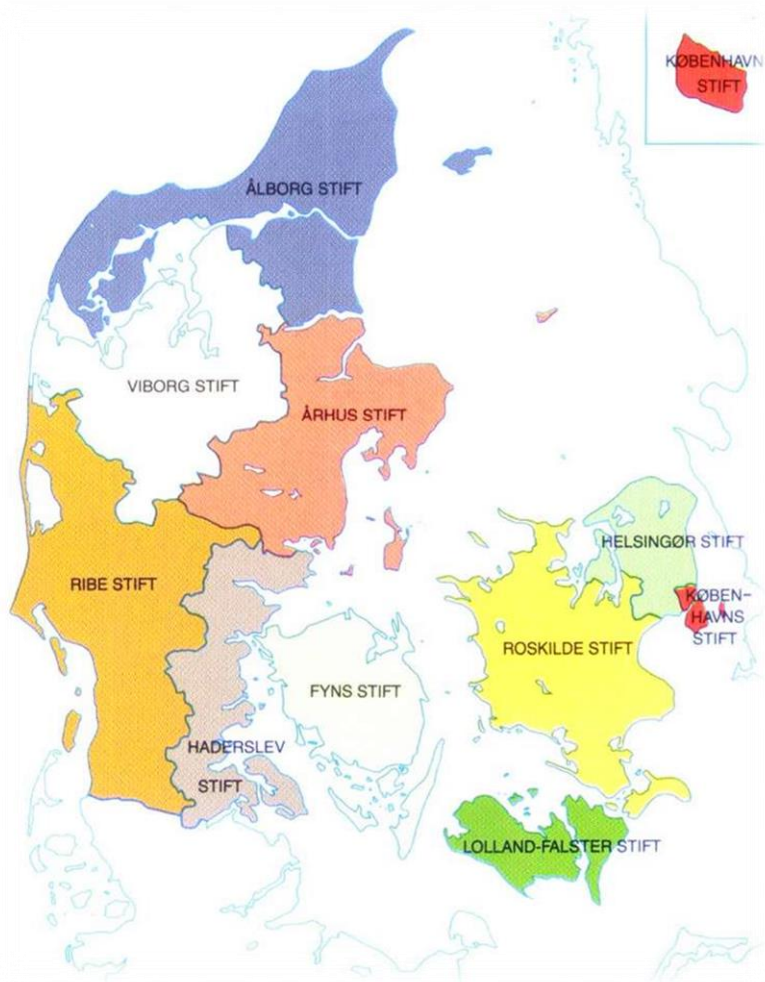 KØBENHAVN
STIFT
ÅLBORG STIFT
VIBORG STIFT
ÅRHUS STIFT
HELSINGØR STIFT
RIBE STIFT
KØBEN-
HAVNS
STIFT
ROSKILDE STIFT
FYNS STIFT
HADERSLEV
STIFT
LOLLAND-FALSTER STIFT